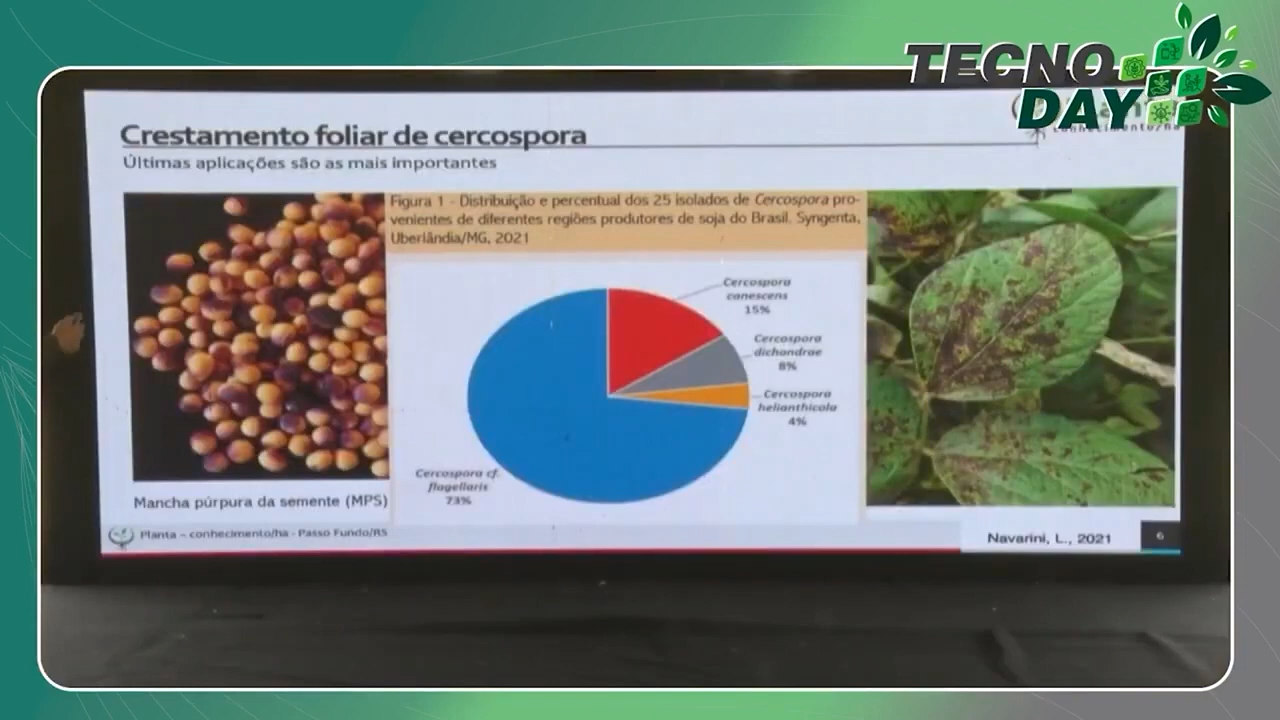 TECNO
DAY
Crestamento foliar de cercospora
Últimas aplicações são as mais importantes
Figura 1 - Distribuição e percentual dos 25 isolados de Cercospora pro-
venientes de diferentes regiões produtores de soja do Brasil. Syngenta,
Uberlândia/MG, 2021
Cercospora
canescens
15%
Cercospora
dichondrae
8%
Cercospora
helianthicola
4%
Cercospora cf.
flagellaris
73%
Mancha púrpura da semente (MPS)
Planta - conhecimento/ha - Passo Fundo/RS
Navarini, L., 2021
6